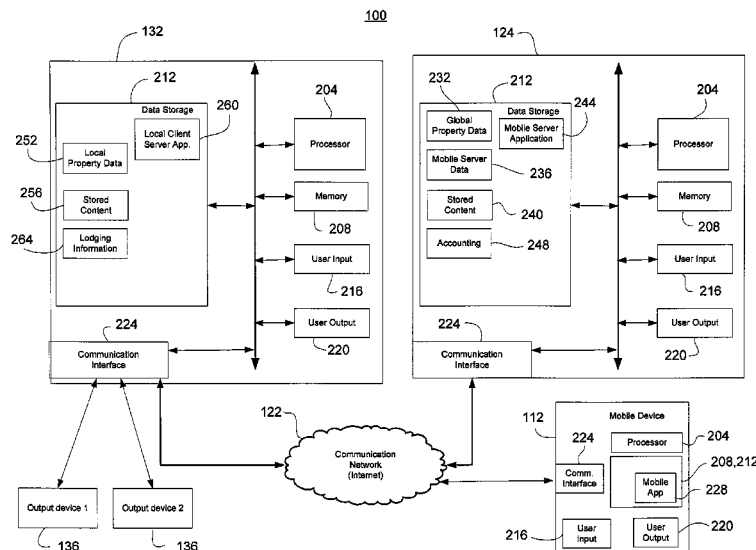 100
132
124
212
Data Storage
260
204
252
Local Client
Server App.
Local
Property Data
Processor
256
Stored
Content
Memory
208
264
Lodging
Information
User Input
216
224
User Output
220
Communication
Interface
232
212
Data Storage
244
204
Global
Property Data
Mobile Server
Application
Processor
Mobile Server
Data
236
Memory
208
Stored
Content
240
Accounting
248
User Input
216
224
User Output
220
Communication
Interface
122
Communication
Network
(Internet)
112
Mobile Device
Processor
204
224
Comm.
Interface
208,212
Mobile
App
228
216
User
Input
User
Output
220
Output device 1
Output device 2
136
136